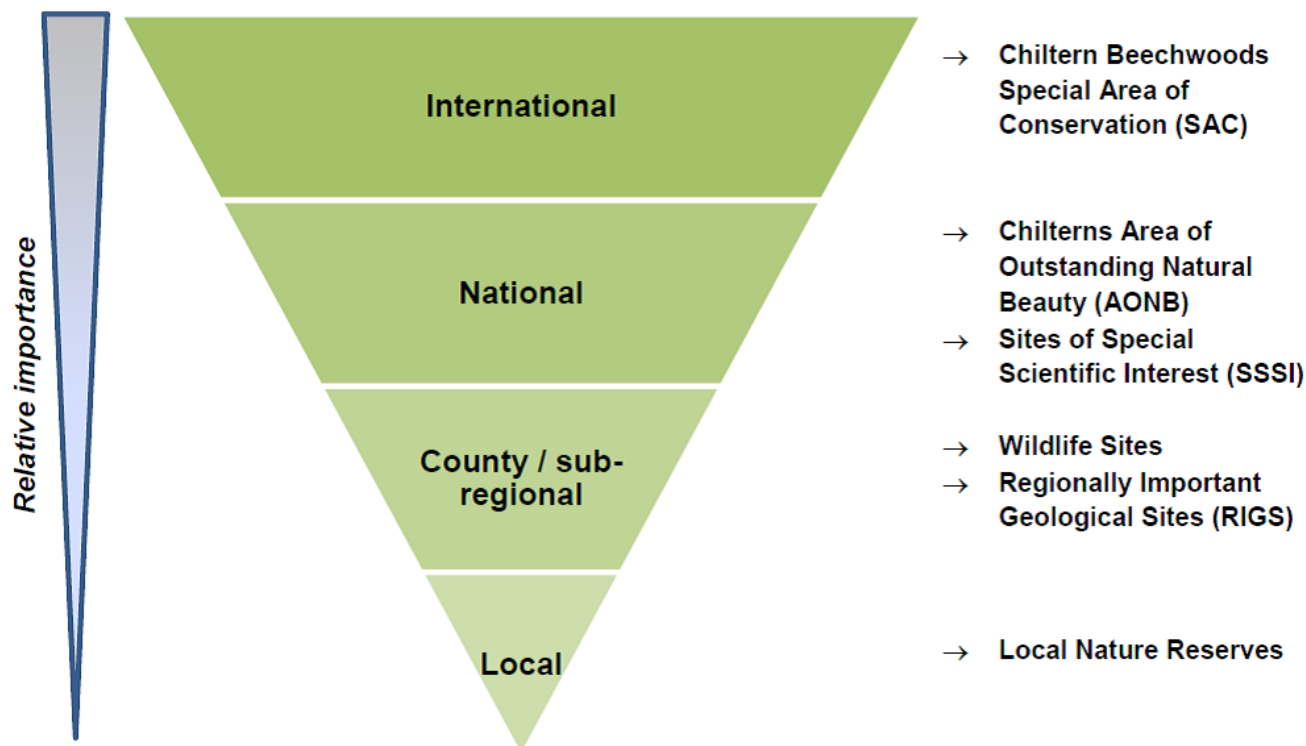 Relative importance
International
→ Chiltern Beechwoods
Special Area of
Conservation (SAC)
National
→ Chilterns Area of
Outstanding Natural
Beauty (AONB)
→ Sites of Special
Scientific Interest (SSSI)
County / sub-
regional
→ Wildlife Sites
→ Regionally Important
Geological Sites (RIGS)
Local
→ Local Nature Reserves